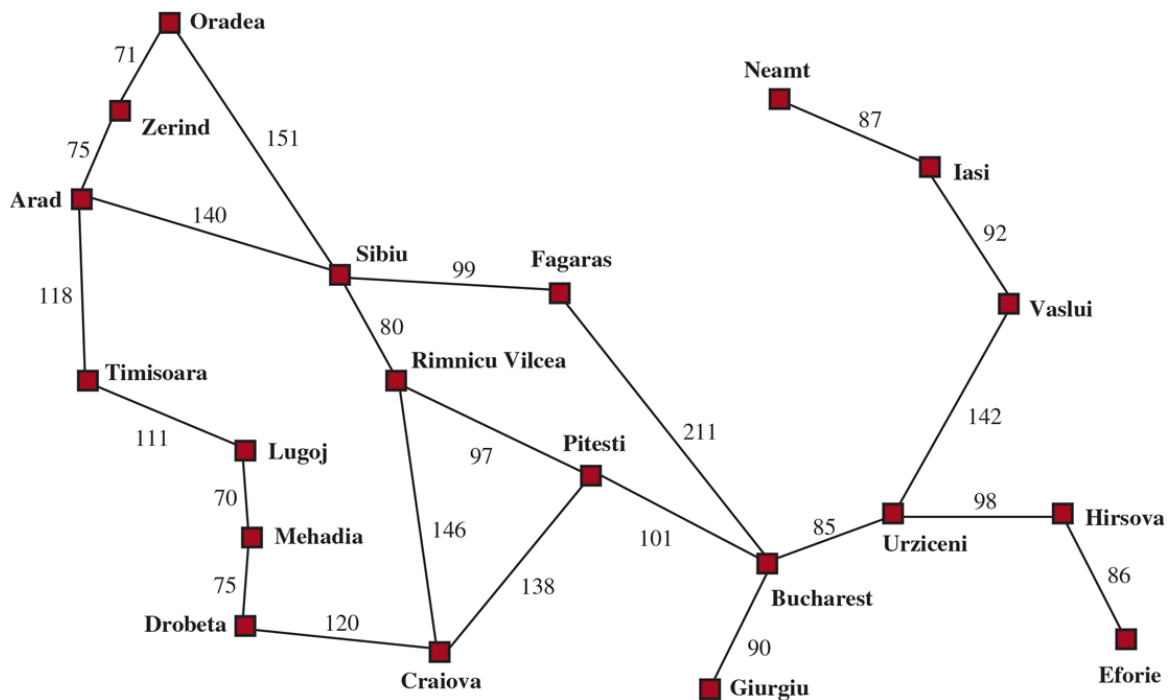 Oradea
71
Neamt
87
Zerind
151
75
Iasi
Arad
140
92
Sibiu
Fagaras
99
118
Vaslui
80
Rimnicu Vilcea
Timisoara
142
111
Lugoj
Pitesti
211
97
70
98
Hirsova
Mehadia
146
101
85
Urziceni
86
75
138
Bucharest
Drobeta
120
90
Craiova
Giurgiu
Eforie